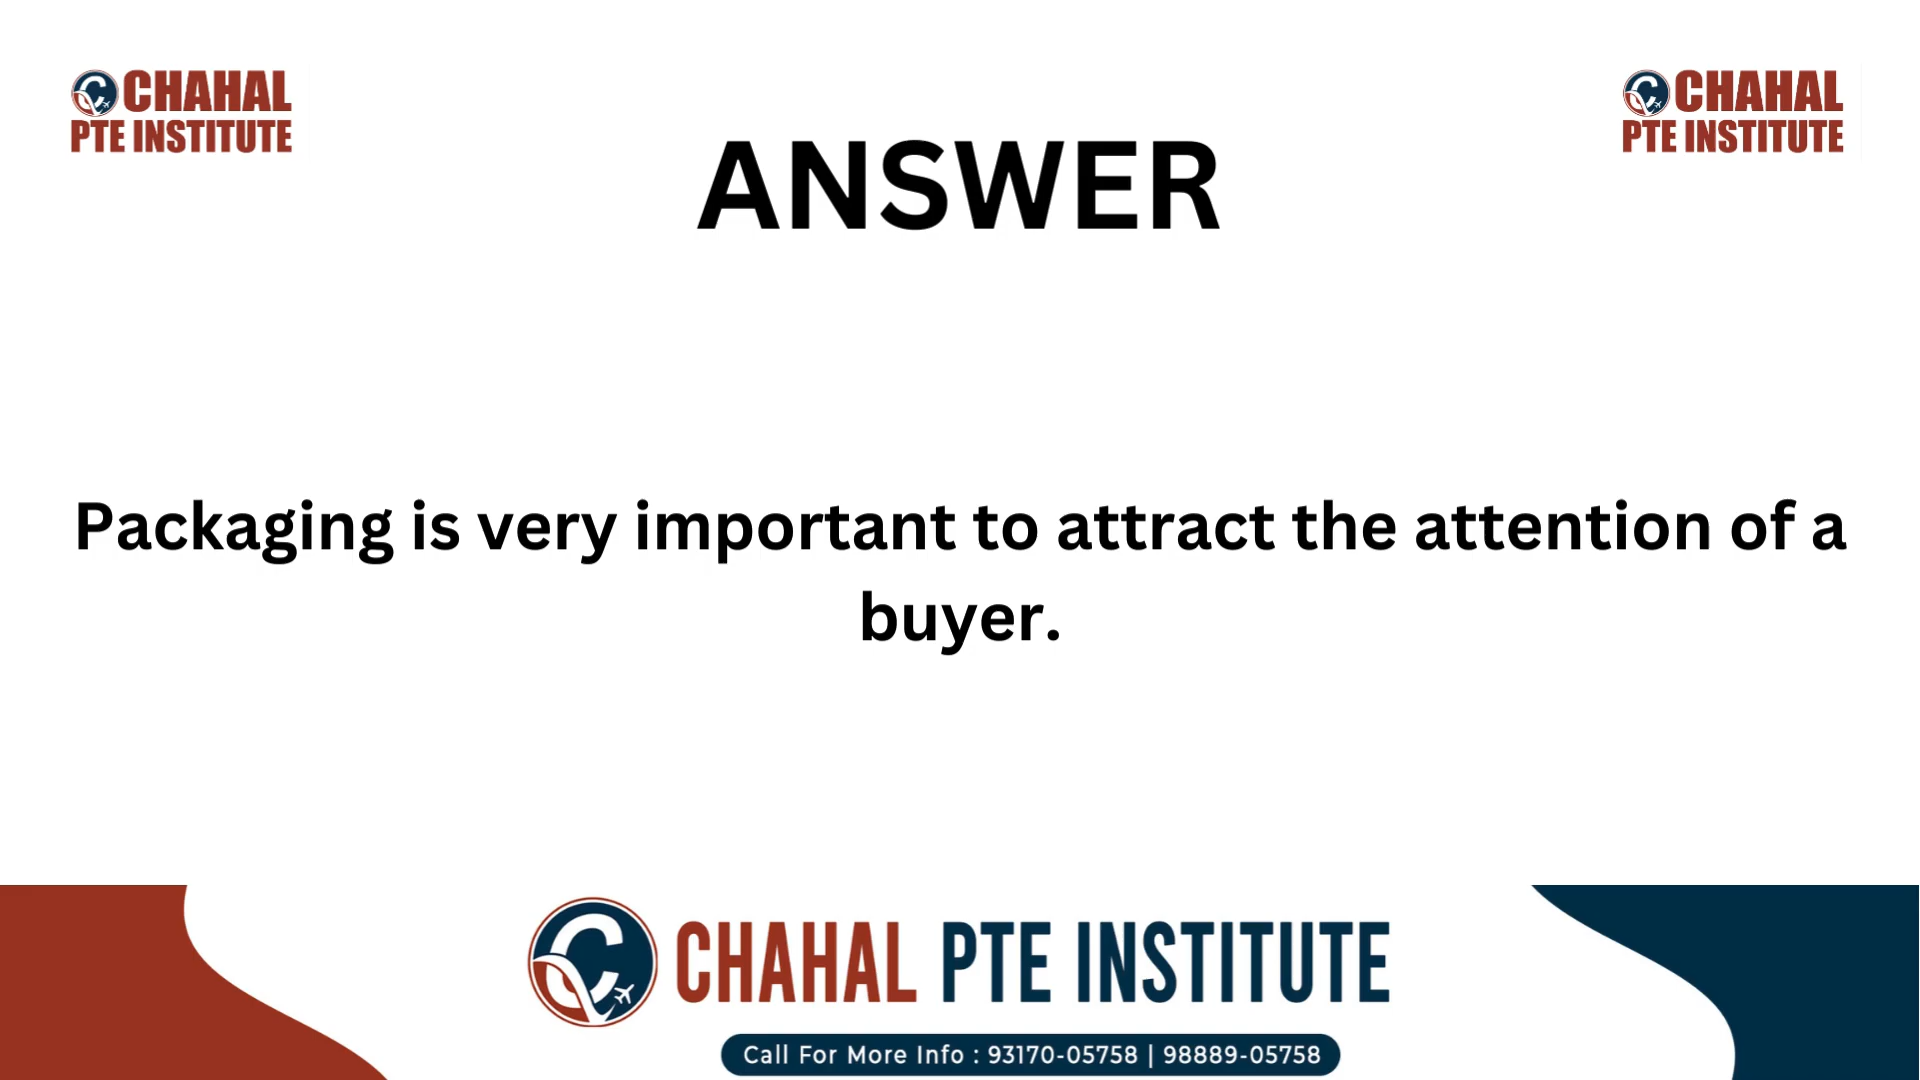 CHAHAL
PTE INSTITUTE
CHAHAL
PTE INSTITUTE
ANSWER
Packaging is very important to attract the attention of a
buyer.
CHAHAL PTE INSTITUTE
Call For More Info : 93170-05758 | 98889-05758